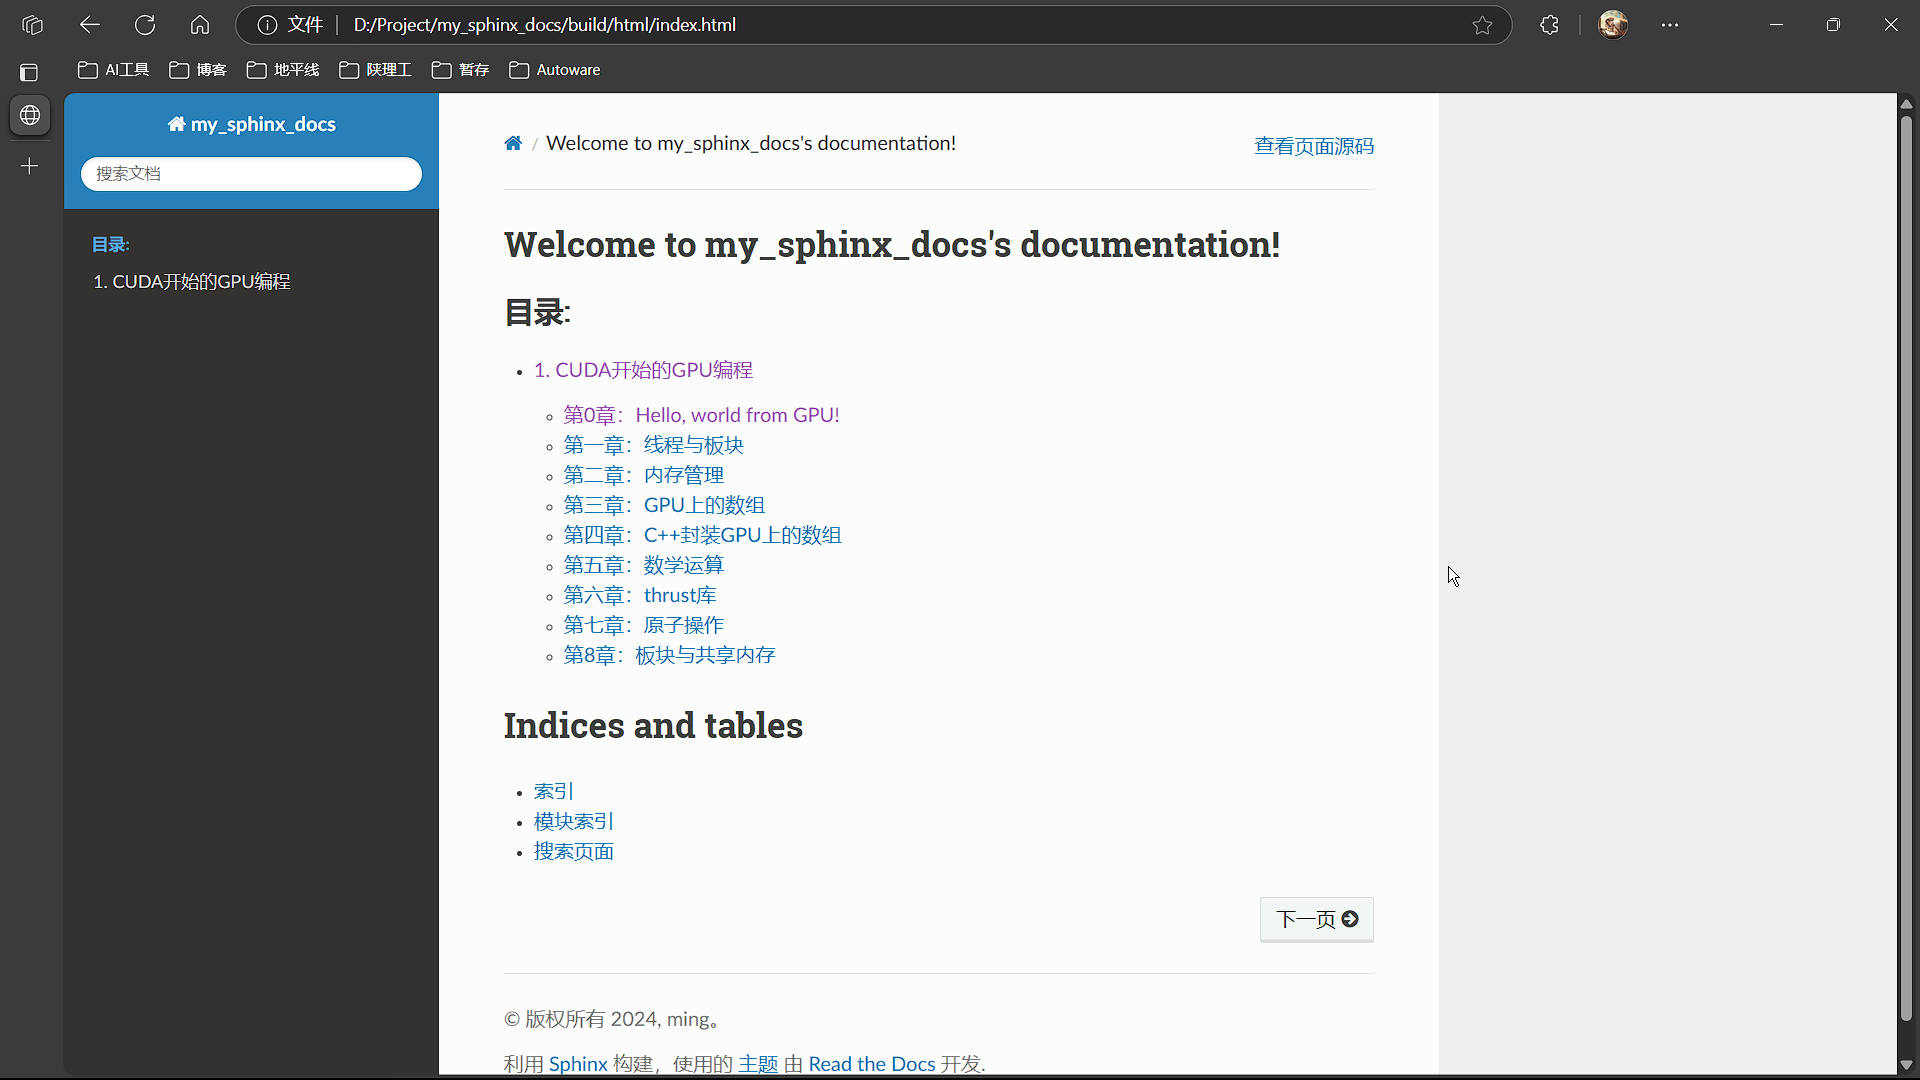 文件
D:/Project/my_sphinx_docs/build/html/index.html
AI工具
博客
地平线
陕理工
暂存
Autoware
my_sphinx_docs
搜索文档
目录:
1. CUDA开始的GPU编程
/ Welcome to my_sphinx_docs's documentation!
查看页面源码
Welcome to my_sphinx_docs's documentation!
目录:
1. CUDA开始的GPU编程
第0章：Hello, world from GPU!
第一章：线程与板块
第二章：内存管理
第三章：GPU上的数组
第四章：C++封装GPU上的数组
第五章：数学运算
第六章：thrust库
第七章：原子操作
第8章：板块与共享内存
Indices and tables
索引
模块索引
搜索页面
下一页
© 版权所有 2024, ming。
利用 Sphinx 构建，使用的 主题 由 Read the Docs 开发.